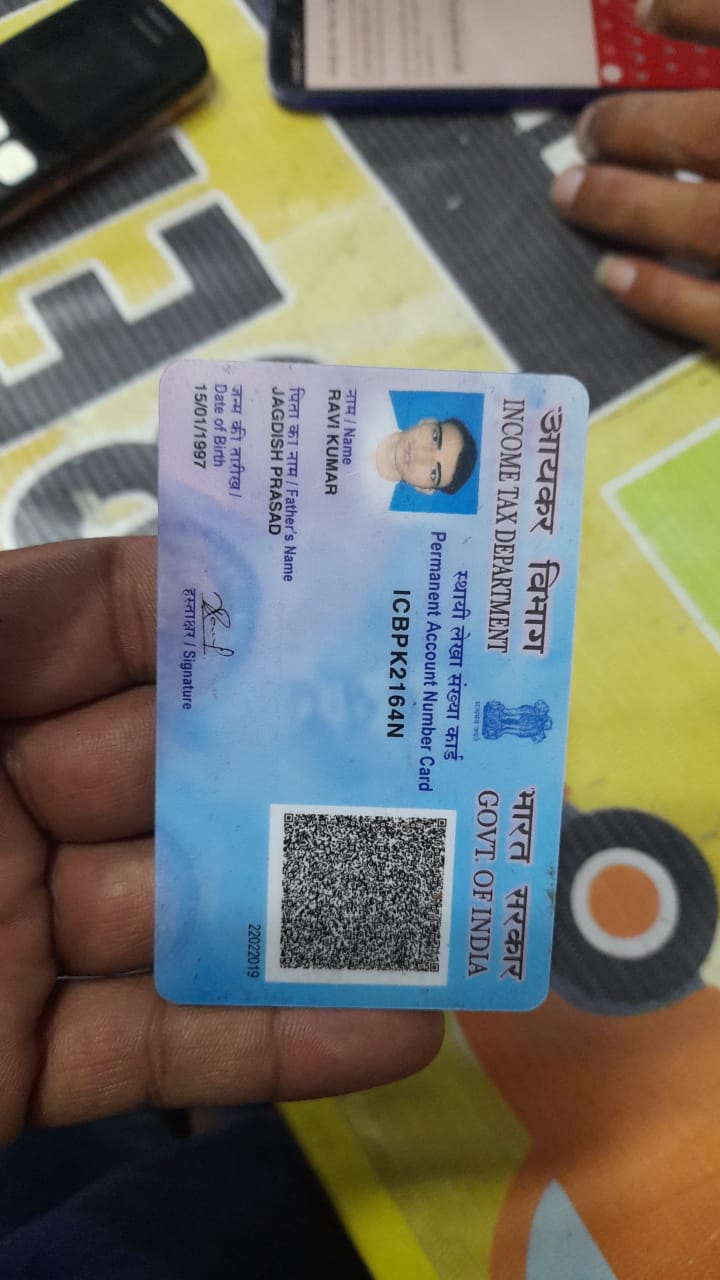 आयकर विभाग
INCOME TAX DEPARTMENT
भारत सरकार
GOVT. OF INDIA
स्थायी लेखा संख्या कार्ड
Permanent Account Number Card
ICBPK2164N
नाम / Name
RAVI KUMAR
पिता का नाम / Father's Name
JAGDISH PRASAD
जन्म की तारीख /
Date of Birth
15/01/1997
हस्ताक्षर / Signature
22022019